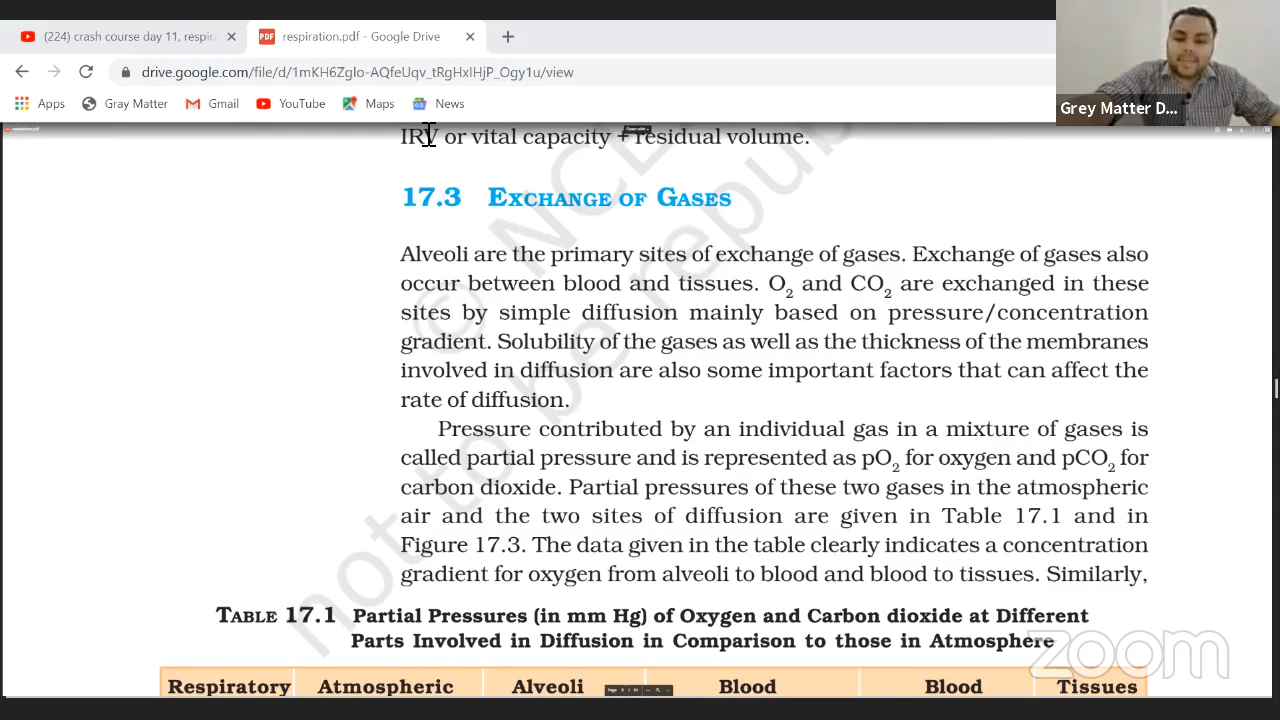 (224) crash course day 11, respir
respiration.pdf - Google Drive
drive.google.com/file/d/1mKH6Zglo-AQfeUqv_tRgHxIHjP_Ogy1u/view
Apps Gray Matter Gmail YouTube Maps News
Grey Matter D...
respiration.pdf
Open with
IRV or vital capacity + residual volume.
17.3 EXCHANGE OF GASES
Alveoli are the primary sites of exchange of gases. Exchange of gases also
occur between blood and tissues. O2 and CO2 are exchanged in these
sites by simple diffusion mainly based on pressure/concentration
gradient. Solubility of the gases as well as the thickness of the membranes
involved in diffusion are also some important factors that can affect the
rate of diffusion.
Pressure contributed by an individual gas in a mixture of gases is
called partial pressure and is represented as pO2 for oxygen and pCO2 for
carbon dioxide. Partial pressures of these two gases in the atmospheric
air and the two sites of diffusion are given in Table 17.1 and in
Figure 17.3. The data given in the table clearly indicates a concentration
gradient for oxygen from alveoli to blood and blood to tissues. Similarly,
TABLE 17.1 Partial Pressures (in mm Hg) of Oxygen and Carbon dioxide at Different
Parts Involved in Diffusion in Comparison to those in Atmosphere
Respiratory Atmospheric Alveoli Blood Blood Tissues
© NCE
not to be republ
zoom